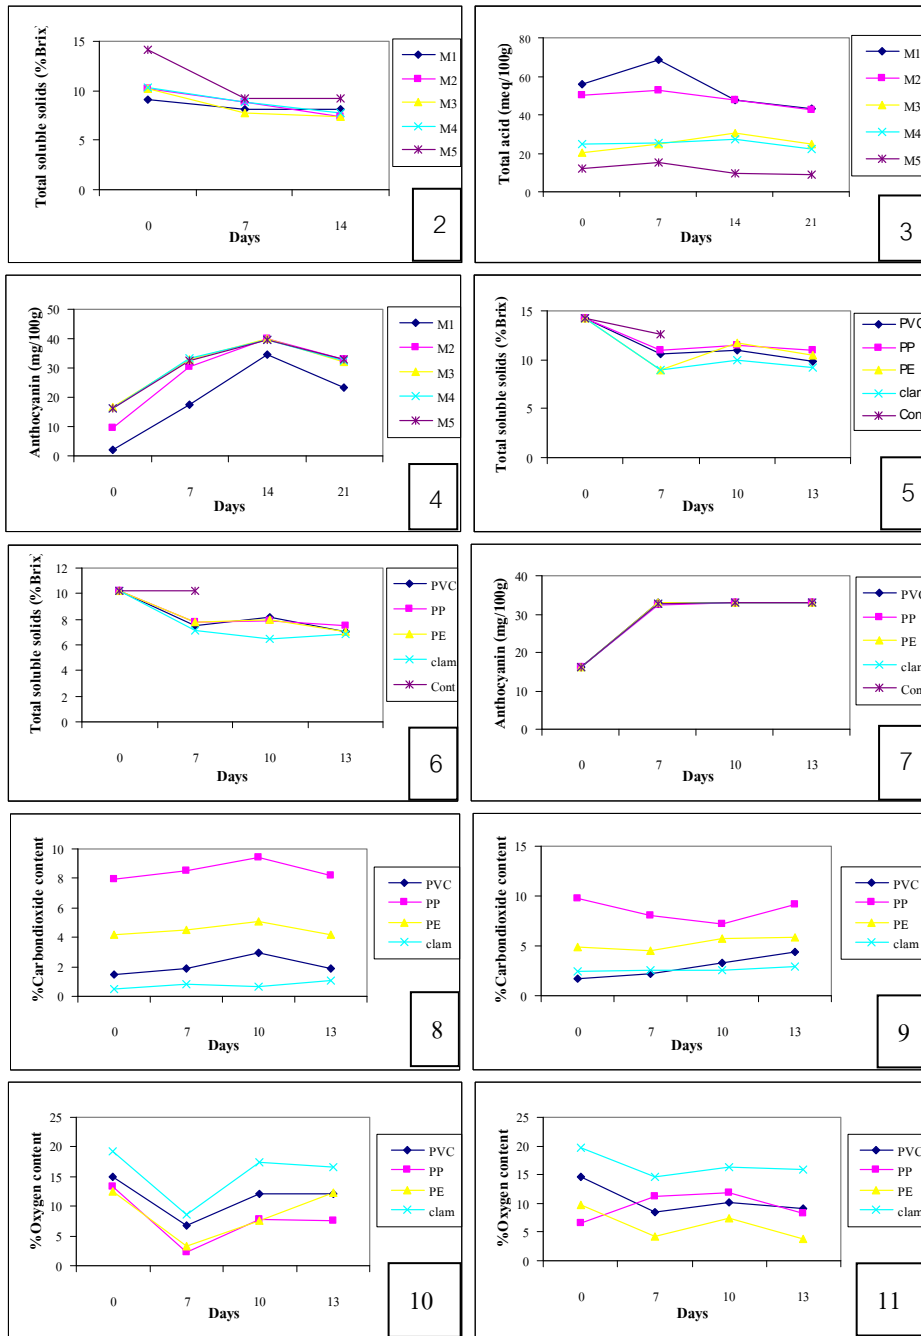 Total soluble solids (%Brix)
15
10
5
0
0 7 14
Days
M1
M2
M3
M4
M5
2
Total acid (meq/100g)
80
60
40
20
0
0 7 14 21
Days
M1
M2
M3
M4
M5
3
Anthocyanin (mg/100g)
50
40
30
20
10
0
0 7 14 21
Days
M1
M2
M3
M4
M5
4
Total soluble solids (%Brix)
15
10
5
0
0 7 10 13
Days
PVC
PP
PE
clam
Con
5
Total soluble solids (%Brix)
12
10
8
6
4
2
0
0 7 10 13
Days
PVC
PP
PE
clam
Cont
6
Anthocyanin (mg/100g)
40
30
20
10
0
0 7 10 13
Days
PVC
PP
PE
clam
Con
7
%Carbondioxide content
10
8
6
4
2
0
0 7 10 13
Days
PVC
PP
PE
clam
8
%Carbondioxide content
15
10
5
0
0 7 10 13
Days
PVC
PP
PE
clam
9
%Oxygen content
25
20
15
10
5
0
0 7 10 13
Days
PVC
PP
PE
clam
10
%Oxygen content
25
20
15
10
5
0
0 7 10 13
Days
PVC
PP
PE
clam
11